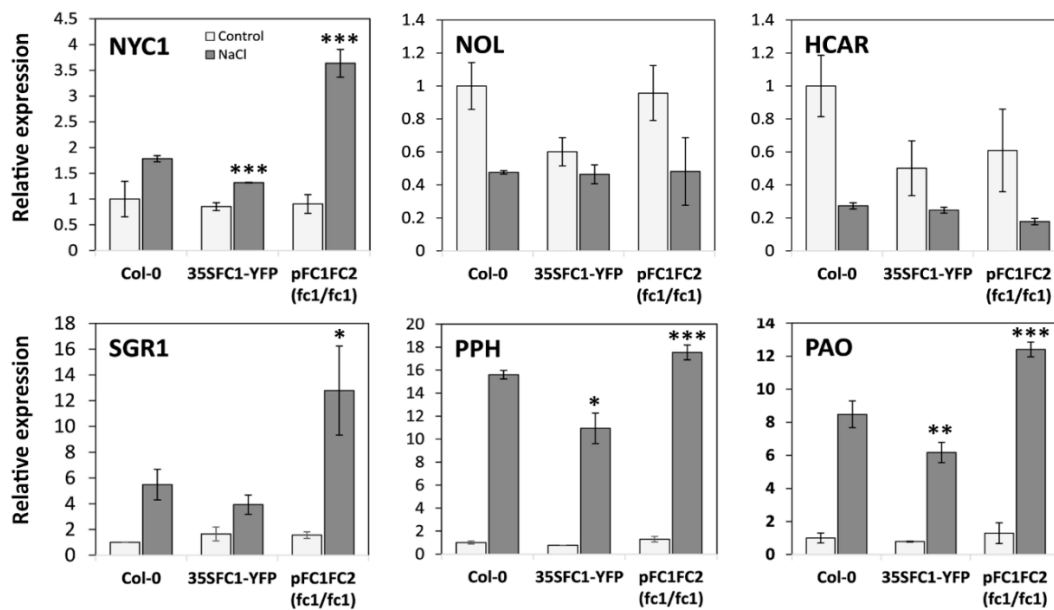 Relative expression
4.5
4
3.5
3
2.5
2
1.5
1
0.5
0
NYC1
Control
NaCl
***
***
Col-0
35SFC1-YFP
pFC1FC2
(fc1/fc1)
1.4
1.2
1
0.8
0.6
0.4
0.2
0
NOL
Col-0
35SFC1-YFP
pFC1FC2
(fc1/fc1)
1.4
1.2
1
0.8
0.6
0.4
0.2
0
HCAR
Col-0
35SFC1-YFP
pFC1FC2
(fc1/fc1)
Relative expression
18
16
14
12
10
8
6
4
2
0
SGR1
*
Col-0
35SFC1-YFP
pFC1FC2
(fc1/fc1)
20
18
16
14
12
10
8
6
4
2
0
PPH
*
***
Col-0
35SFC1-YFP
pFC1FC2
(fc1/fc1)
14
12
10
8
6
4
2
0
PAO
**
***
Col-0
35SFC1-YFP
pFC1FC2
(fc1/fc1)